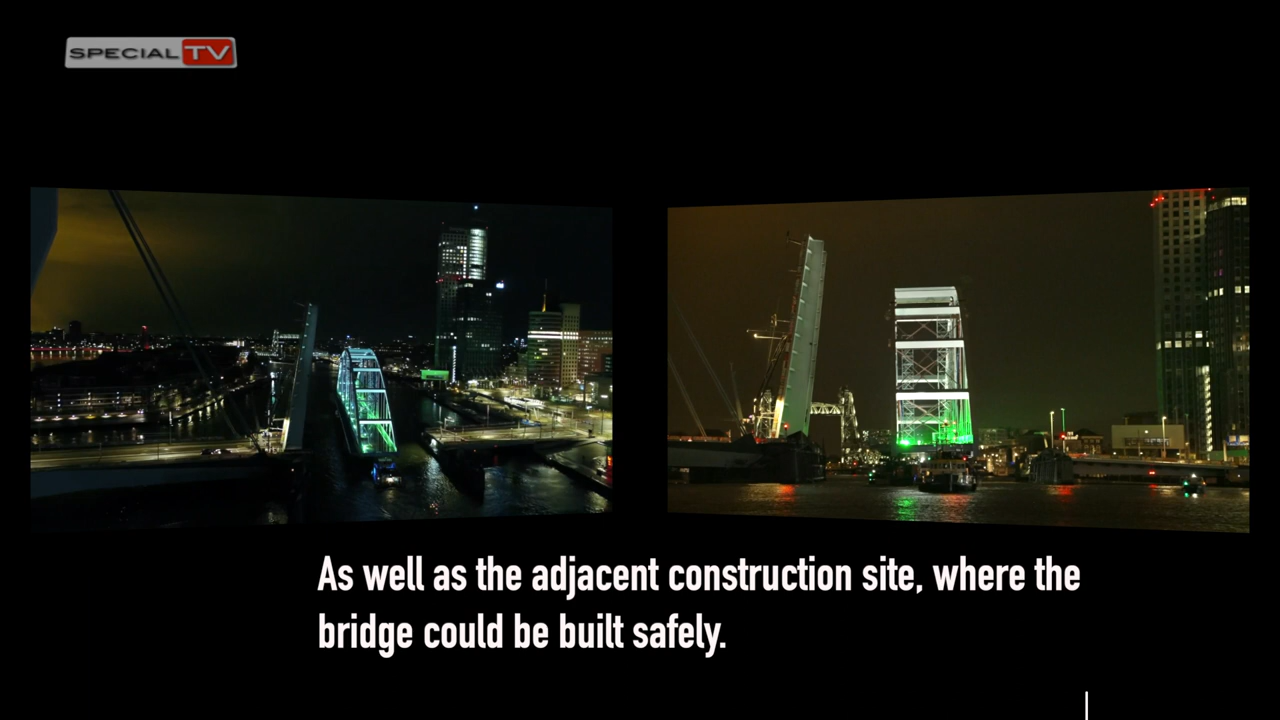 SPECIAL TV
As well as the adjacent construction site, where the
bridge could be built safely.